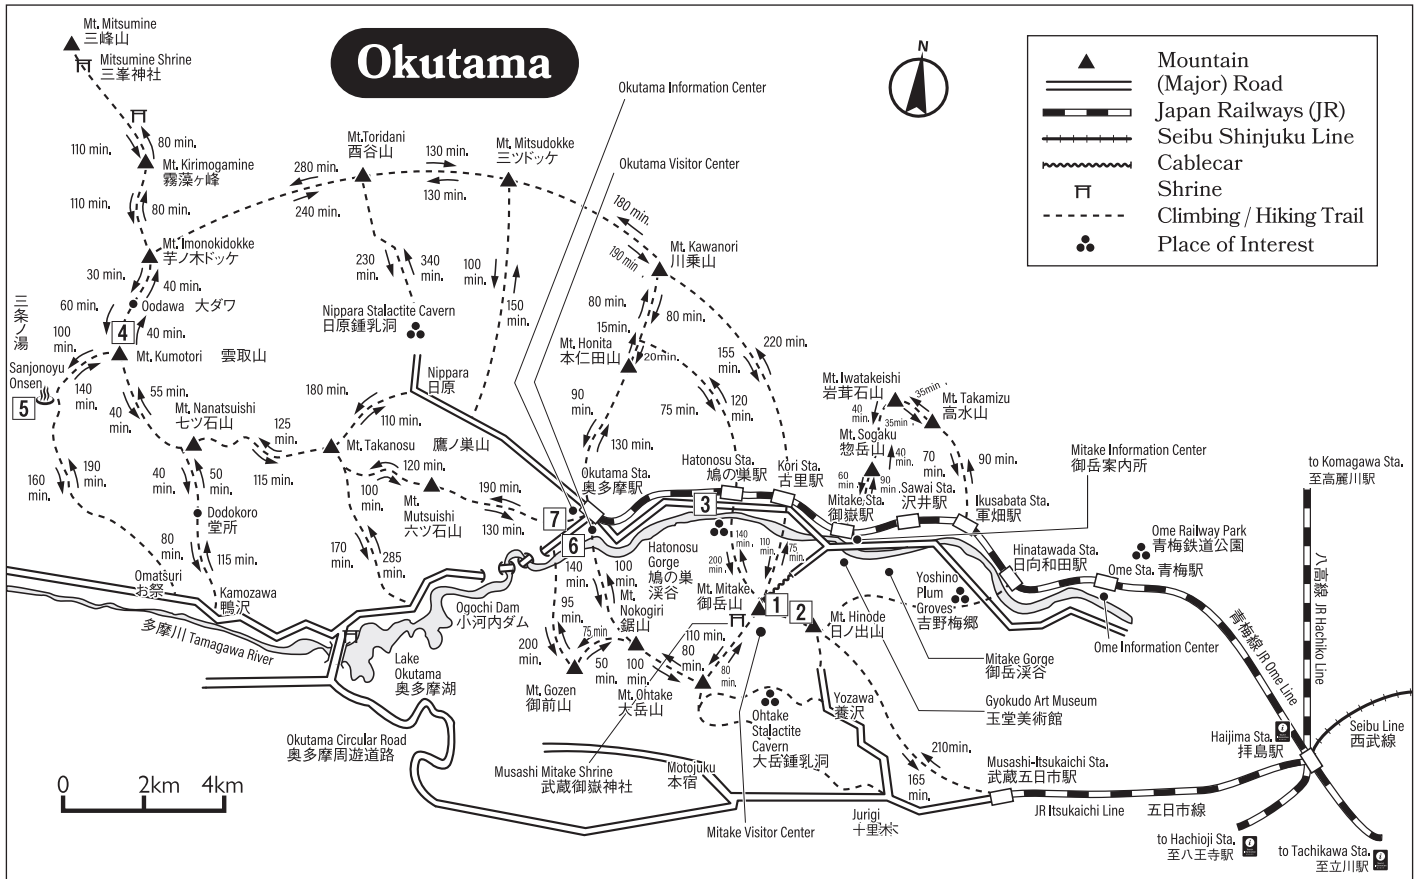 Okutama
N
Mountain
(Major) Road
Japan Railways (JR)
Seibu Shinjuku Line
Cablecar
Shrine
Climbing / Hiking Trail
Place of Interest
Mt. Mitsumine
三峰山
Mitsumine Shrine
三峯神社
110 min.
80 min.
Mt. Kirimogamine
霧藻ヶ峰
110 min.
80 min.
Mt. Imonokidokke
芋ノ木ドッケ
30 min.
40 min.
Oodawa 大ダワ
60 min.
40 min.
4
Mt. Kumotori 雲取山
三条ノ湯
Sanjonoyu
Onsen
5
100
min.
140
min.
160
min.
190
min.
55 min.
40
min.
Mt. Nanatsuishi
七ツ石山
40
min.
50
min.
Dodokoro
堂所
80
min.
115 min.
Omatsuri
お祭
Kamozawa
鴨沢
多摩川 Tamagawa River
125
min.
115 min.
Mt. Takanosu 鷹ノ巣山
180 min.
110 min.
Nippara
日原
Nippara Stalactite Cavern
日原鍾乳洞
230
min.
340
min.
Mt.Toridani
酉谷山
280 min.
240 min.
130 min.
130 min.
Mt. Mitsudokke
三ツドッケ
100
min.
150
min.
Okutama Information Center
Okutama Visitor Center
180 min.
190 min.
Mt. Kawanori
川乗山
80 min.
80 min.
15min.
20min.
Mt. Honita
本仁田山
90
min.
130 min.
75 min.
120
min.
155
min.
220 min.
120 min.
100
min.
Mt.
Mutsuishi
六ツ石山
190 min.
130 min.
170
min.
285
min.
7
6
3
Okutama Sta.
奥多摩駅
Hatonosu Sta.
鳩の巣駅
Kori Sta.
古里駅
Hatonosu
Gorge
鳩の巣
渓谷
Mt. Iwatakeishi
岩茸石山
35min
35min
Mt. Takamizu
高水山
40
min.
Mt. Sogaku
惣岳山
40
min.
60
min.
90
min.
70
min.
90 min.
Mitake Sta.
御嶽駅
Sawai Sta.
沢井駅
Ikusabata Sta.
軍畑駅
Mitake Information Center
御岳案内所
Hinatawada Sta.
日向和田駅
Ome Railway Park
青梅鉄道公園
Ome Sta. 青梅駅
to Komagawa Sta.
至高麗川駅
八高線 JR Hachiko Line
青梅線 JR Ome Line
Ogochi Dam
小河内ダム
Lake
Okutama
奥多摩湖
Okutama Circular Road
奥多摩周遊道路
140
min.
100
min.
95
min.
200
min.
Mt.
Nokogiri
鋸山
75min
50
min.
Mt. Gozen
御前山
100
min.
Mt. Ohtake
大岳山
140
min.
200
min.
110
min.
75
min.
Mt. Mitake
御岳山
1
2
110 min.
80
min.
80
min.
Mt. Hinode
日ノ出山
Yoshino
Plum
Groves
吉野梅郷
Ome Information Center
Mitake Gorge
御岳渓谷
Gyokudo Art Museum
玉堂美術館
Yozawa
養沢
Ohtake
Stalactite
Cavern
大岳鍾乳洞
Musashi Mitake Shrine
武蔵御嶽神社
Motojuku
本宿
Mitake Visitor Center
210min.
165
min.
Musashi-Itsukaichi Sta.
武蔵五日市駅
Jurigi
十里木
JR Itsukaichi Line 五日市線
Haijima Sta.
拝島駅
Seibu Line
西武線
to Hachioji Sta.
至八王寺駅
to Tachikawa Sta.
至立川駅
0 2km 4km